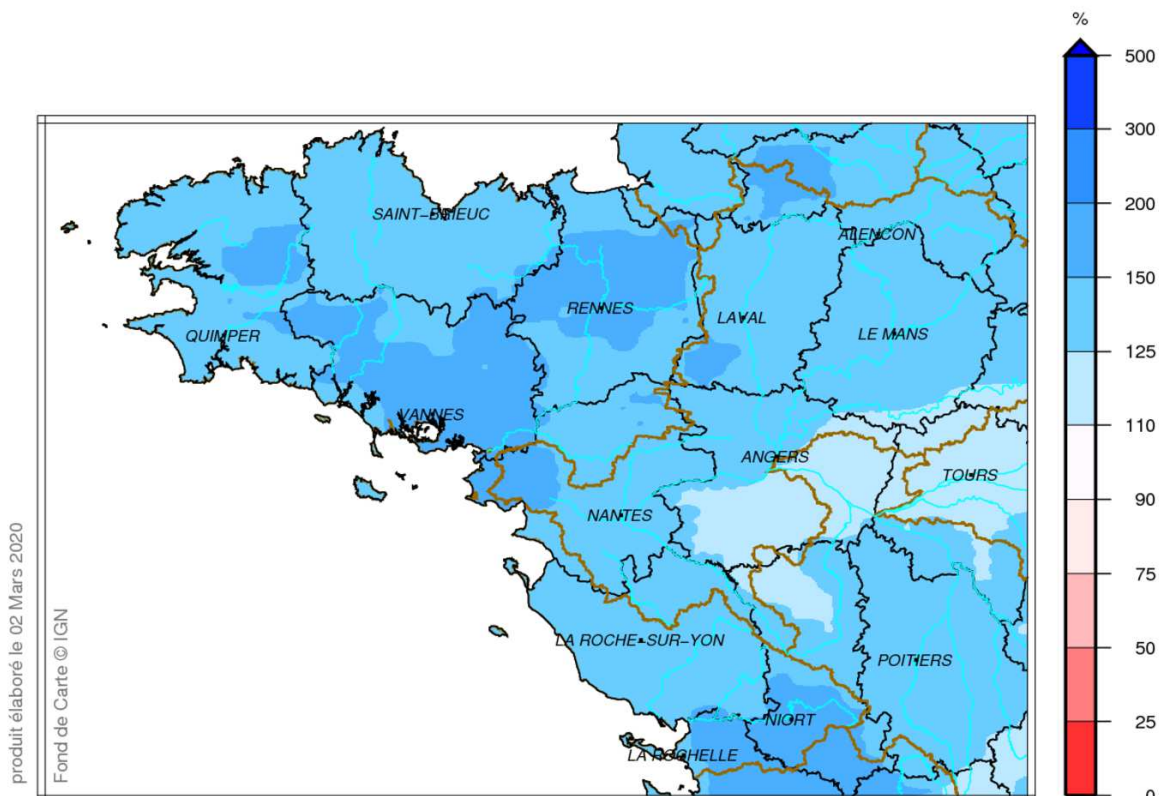 %
500
300
200
150
125
110
90
75
50
25
0
SAINT-BRIEUC
ALENCON
RENNES
LAVAL
LE MANS
QUIMPER
VANNES
ANGERS
TOURS
NANTES
LA ROCHE-SUR-YON
POITIERS
NIORT
LA ROCHELLE
produit élaboré le 02 Mars 2020
Fond de Carte © IGN